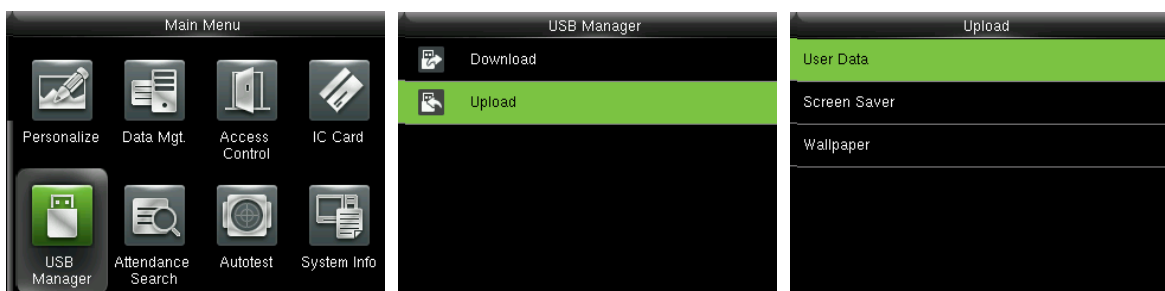 Main Menu
Personalize
Data Mgt.
Access
Control
IC Card
USB
Manager
Attendance
Search
Autotest
System Info
USB Manager
Download
Upload
Upload
User Data
Screen Saver
Wallpaper